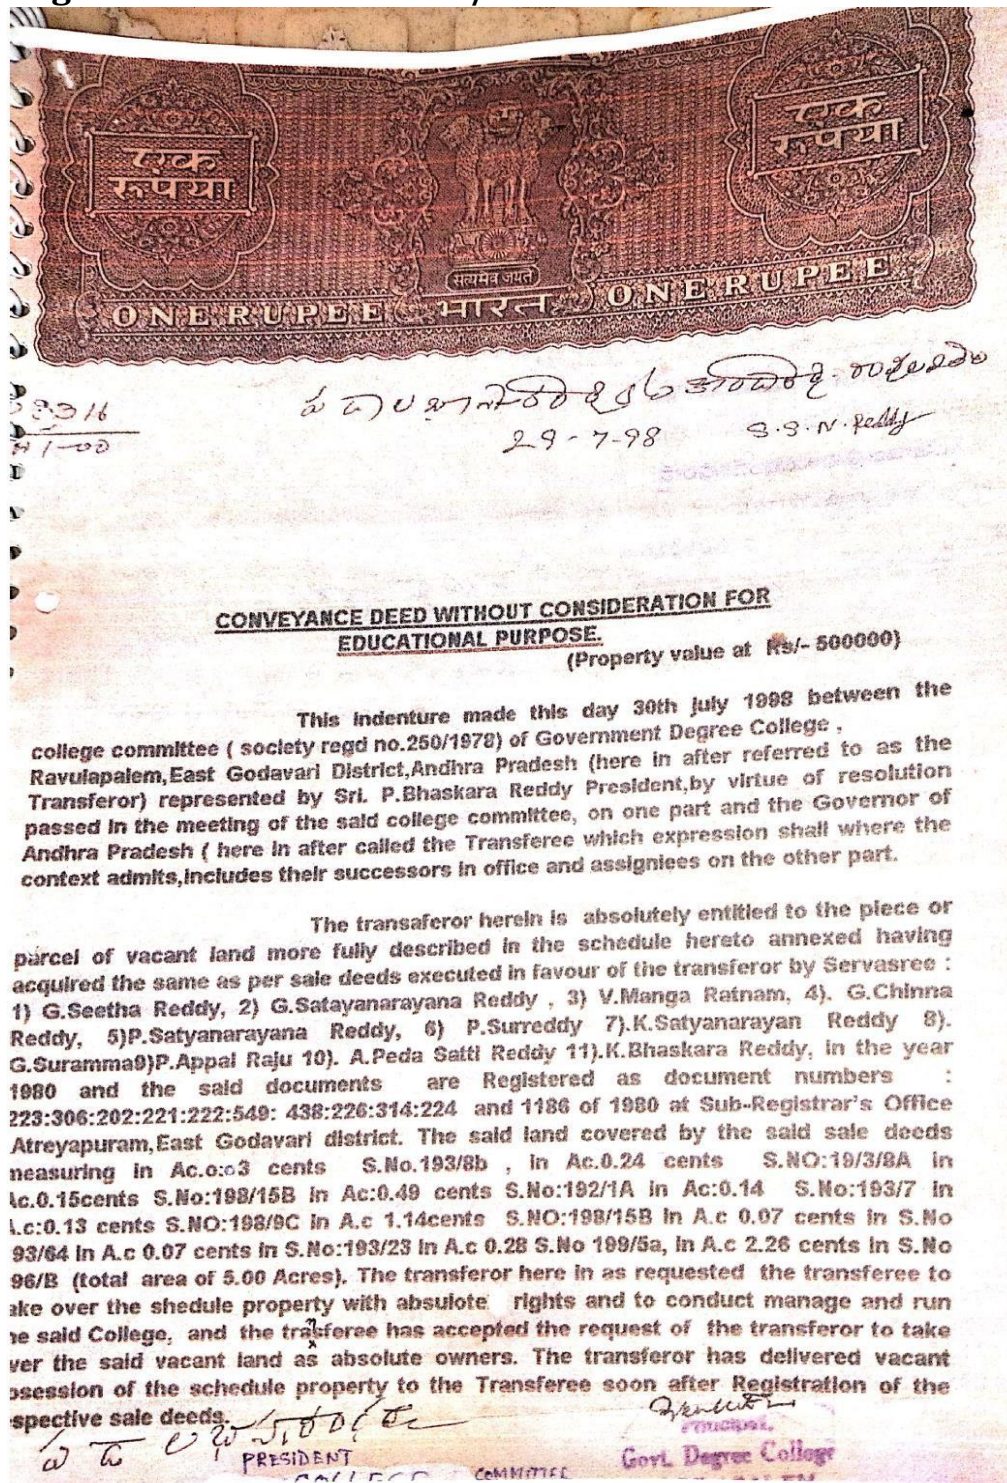 एक
रूपया
एक
रूपया
सत्यमेव जयते
ONE RUPEE भारत ONE RUPEE
29-7-98 S.S.N. Reddy
CONVEYANCE DEED WITHOUT CONSIDERATION FOR
EDUCATIONAL PURPOSE.
(Property value at Rs/- 500000)
This indenture made this day 30th july 1998 between the
college committee ( society regd no.250/1978) of Government Degree College ,
Ravulapalem,East Godavari District,Andhra Pradesh (here in after referred to as the
Transferor) represented by Sri. P.Bhaskara Reddy President,by virtue of resolution
passed in the meeting of the said college committee, on one part and the Governor of
Andhra Pradesh ( here in after called the Transferee which expression shall where the
context admits,includes their successors in office and assigniees on the other part.
The transaferor herein is absolutely entitled to the piece or
parcel of vacant land more fully described in the schedule hereto annexed having
acquired the same as per sale deeds executed in favour of the transferor by Servasree :
1) G.Seetha Reddy, 2) G.Satayanarayana Reddy , 3) V.Manga Ratnam, 4). G.Chinna
Reddy, 5)P.Satyanarayana Reddy, 6) P.Surreddy 7).K.Satyanarayan Reddy 8).
G.Suramma9)P.Appal Raju 10). A.Peda Satti Reddy 11).K.Bhaskara Reddy, in the year
1980 and the said documents are Registered as document numbers :
223:306:202:221:222:549: 438:226:314:224 and 1186 of 1980 at Sub-Registrar's Office
Atreyapuram,East Godavari district. The said land covered by the said sale deeds
measuring in Ac.o:o3 cents S.No.193/8b , in Ac.0.24 cents S.NO:19/3/8A in
Ac.0.15cents S.No:198/15B in Ac:0.49 cents S.No:192/1A in Ac:0.14 S.No:193/7 in
A.c:0.13 cents S.NO:198/9C in A.c 1.14cents S.NO:198/15B in A.c 0.07 cents in S.No
93/64 in A.c 0.07 cents in S.No:193/23 in A.c 0.28 S.No 199/5a, in A.c 2.26 cents in S.No
96/B (total area of 5.00 Acres). The transferor here in as requested the transferee to
ake over the shedule property with absulote rights and to conduct manage and run
he said College, and the trasferee has accepted the request of the transferor to take
ver the said vacant land as absolute owners. The transferor has delivered vacant
osession of the schedule property to the Transferee soon after Registration of the
spective sale deeds.
PRESIDENT
COLLEGE COMMITTEE
Principal,
Govt. Degree College